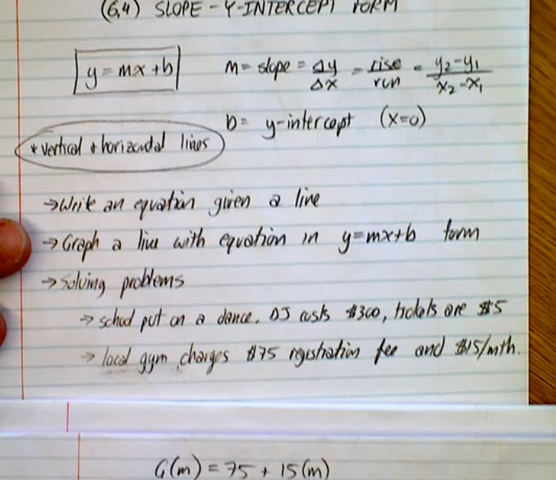 (6.4) SLOPE - Y-INTERCEPT FORM
y = mx + b
m = slope = Δy/Δx = rise/run = y₂-y₁/x₂-x₁
b = y-intercept (x=0)
* vertical + horizontal lines
→ Write an equation given a line
→ Graph a line with equation in y=mx+b form
→ Solving problems
→ school put on a dance. DJ costs $300, tickets are $5
→ local gym charges $75 registration fee and $15/mth.
G(m) = 75 + 15(m)